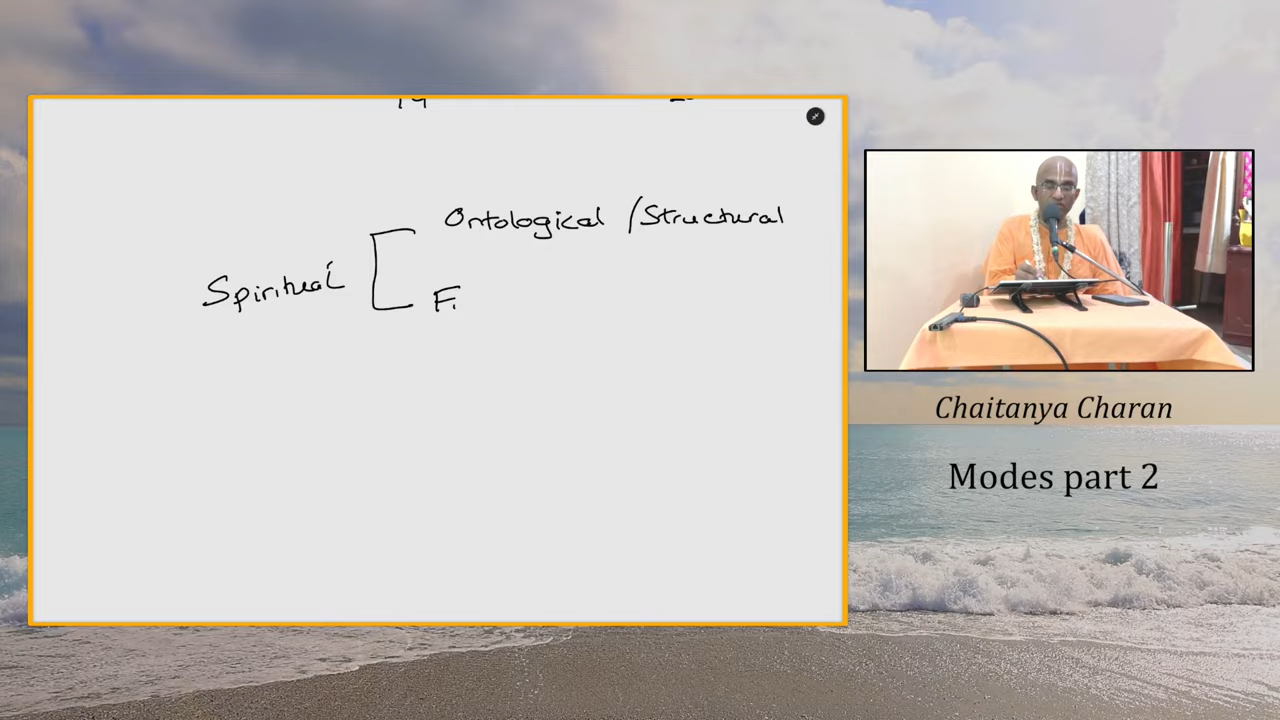 Ontological /Structural
Spiritual
F.
Chaitanya Charan
Modes part 2